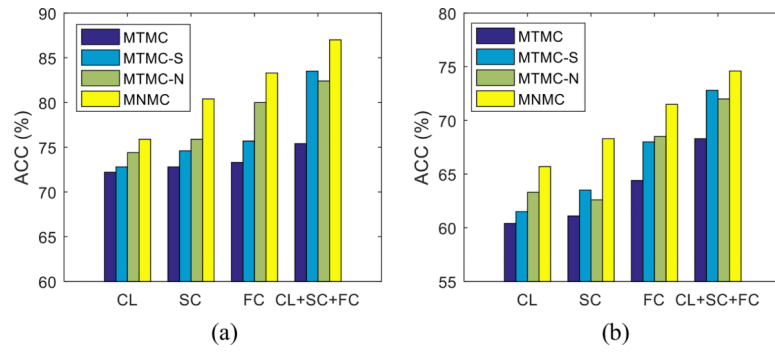 ACC (%)
90
85
80
75
70
65
60
MTMC
MTMC-S
MTMC-N
MNMC
CL SC FC CL+SC+FC
(a)
ACC (%)
80
75
70
65
60
55
MTMC
MTMC-S
MTMC-N
MNMC
CL SC FC CL+SC+FC
(b)